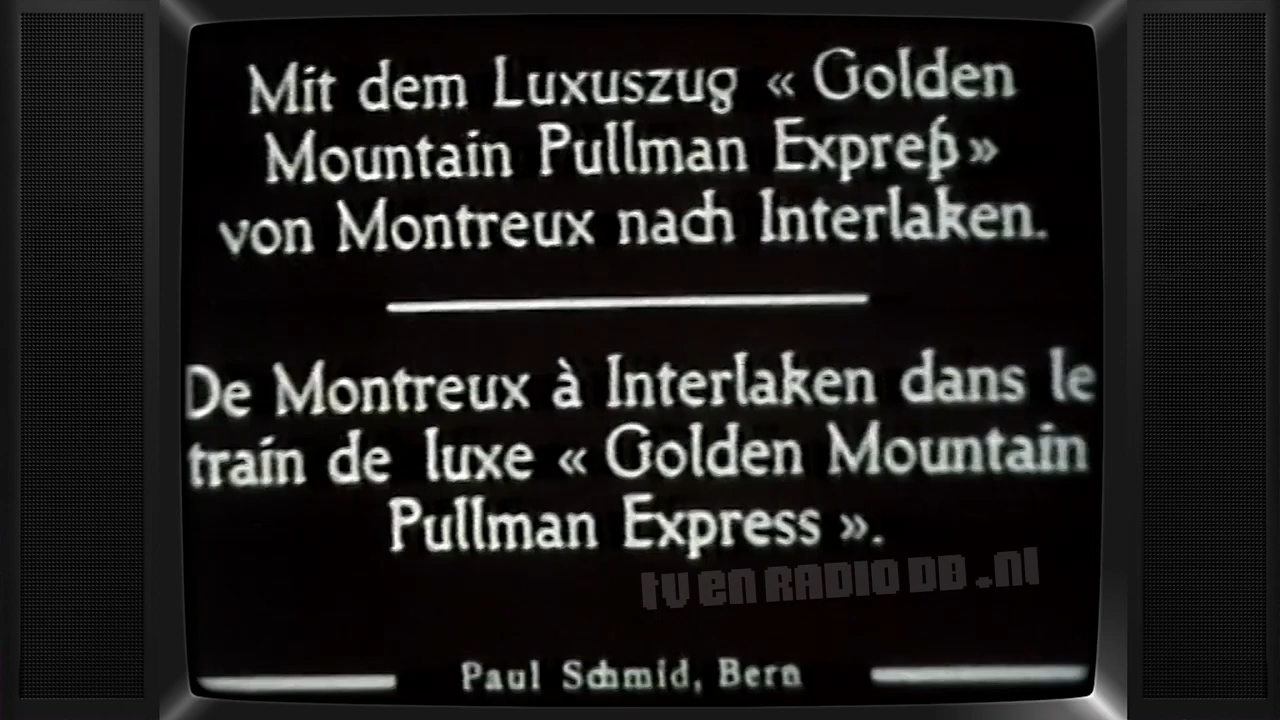 Mit dem Luxuszug « Golden
Mountain Pullman Expreß »
von Montreux nach Interlaken.
De Montreux à Interlaken dans le
train de luxe « Golden Mountain
Pullman Express ».
tv en RADIO DB .nl
Paul Schmid, Bern